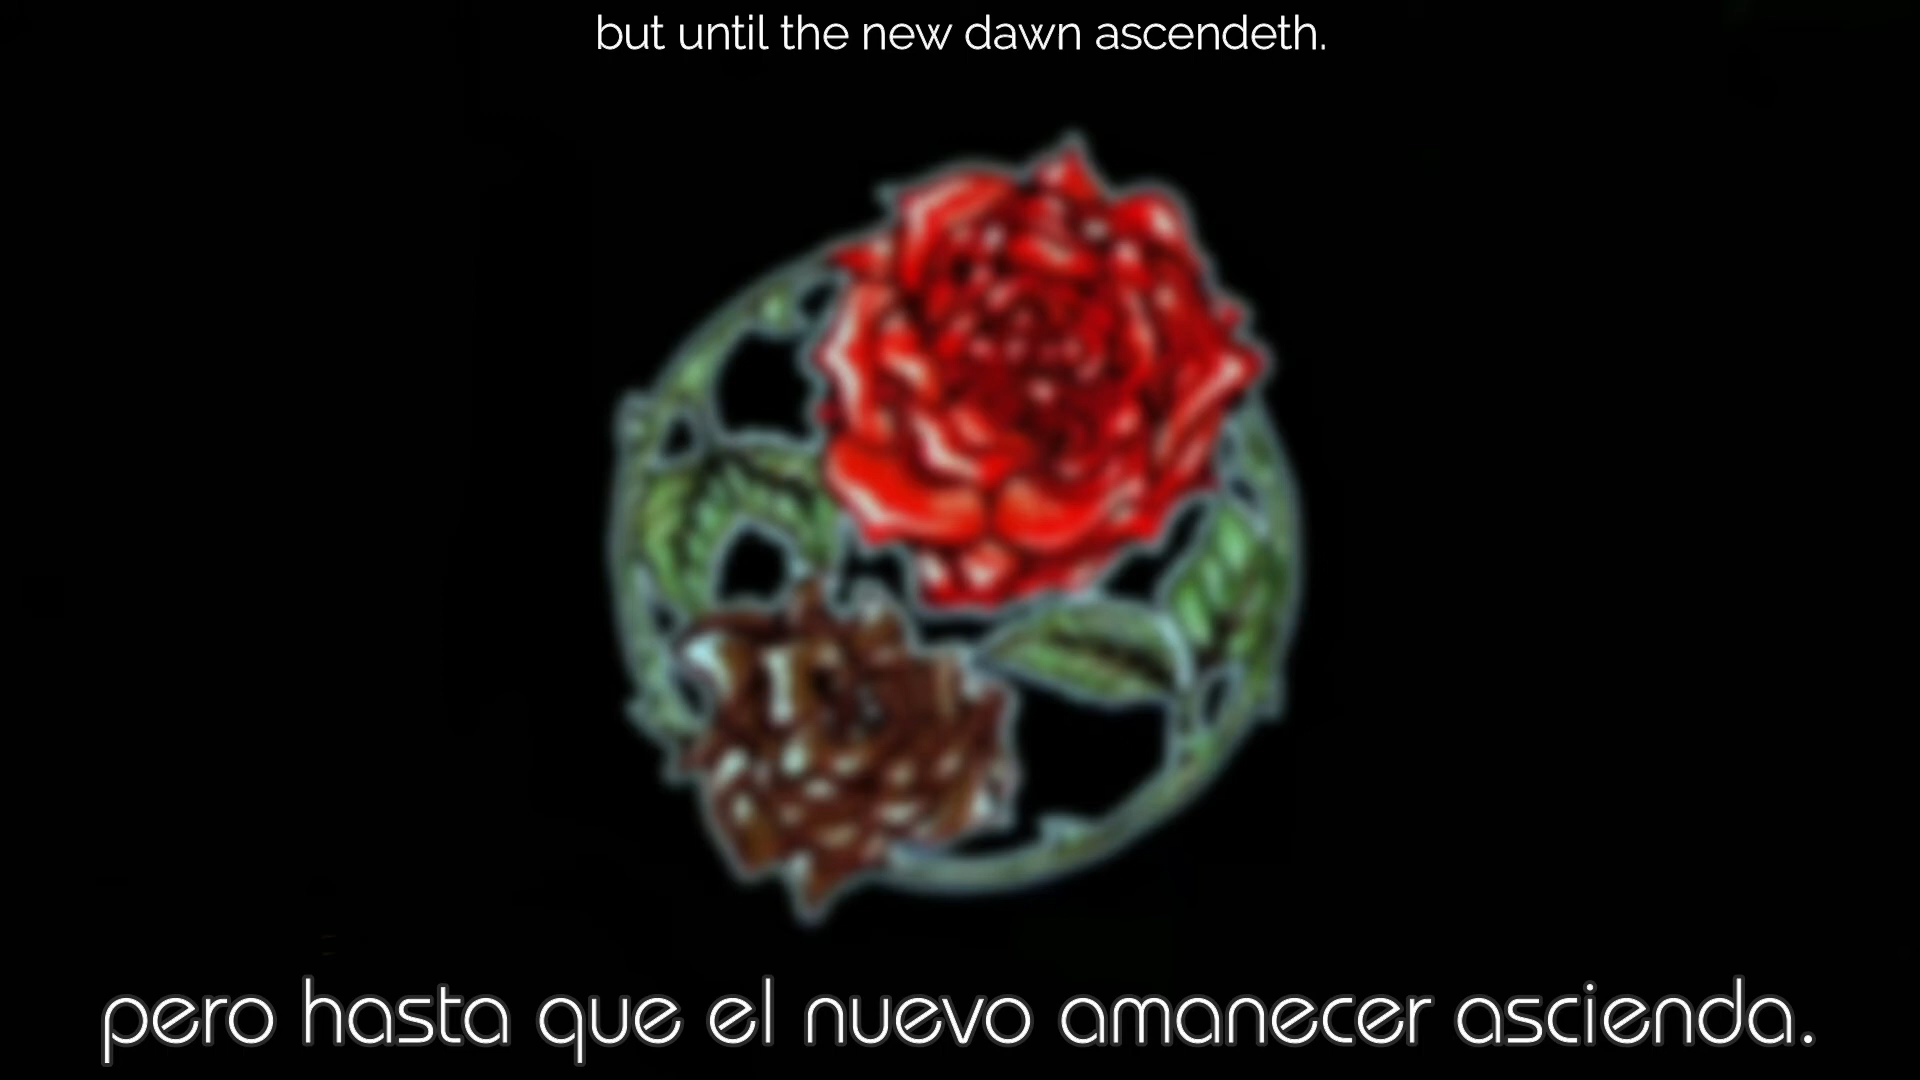 but until the new dawn ascendeth.
pero hasta que el nuevo amanecer ascienda.